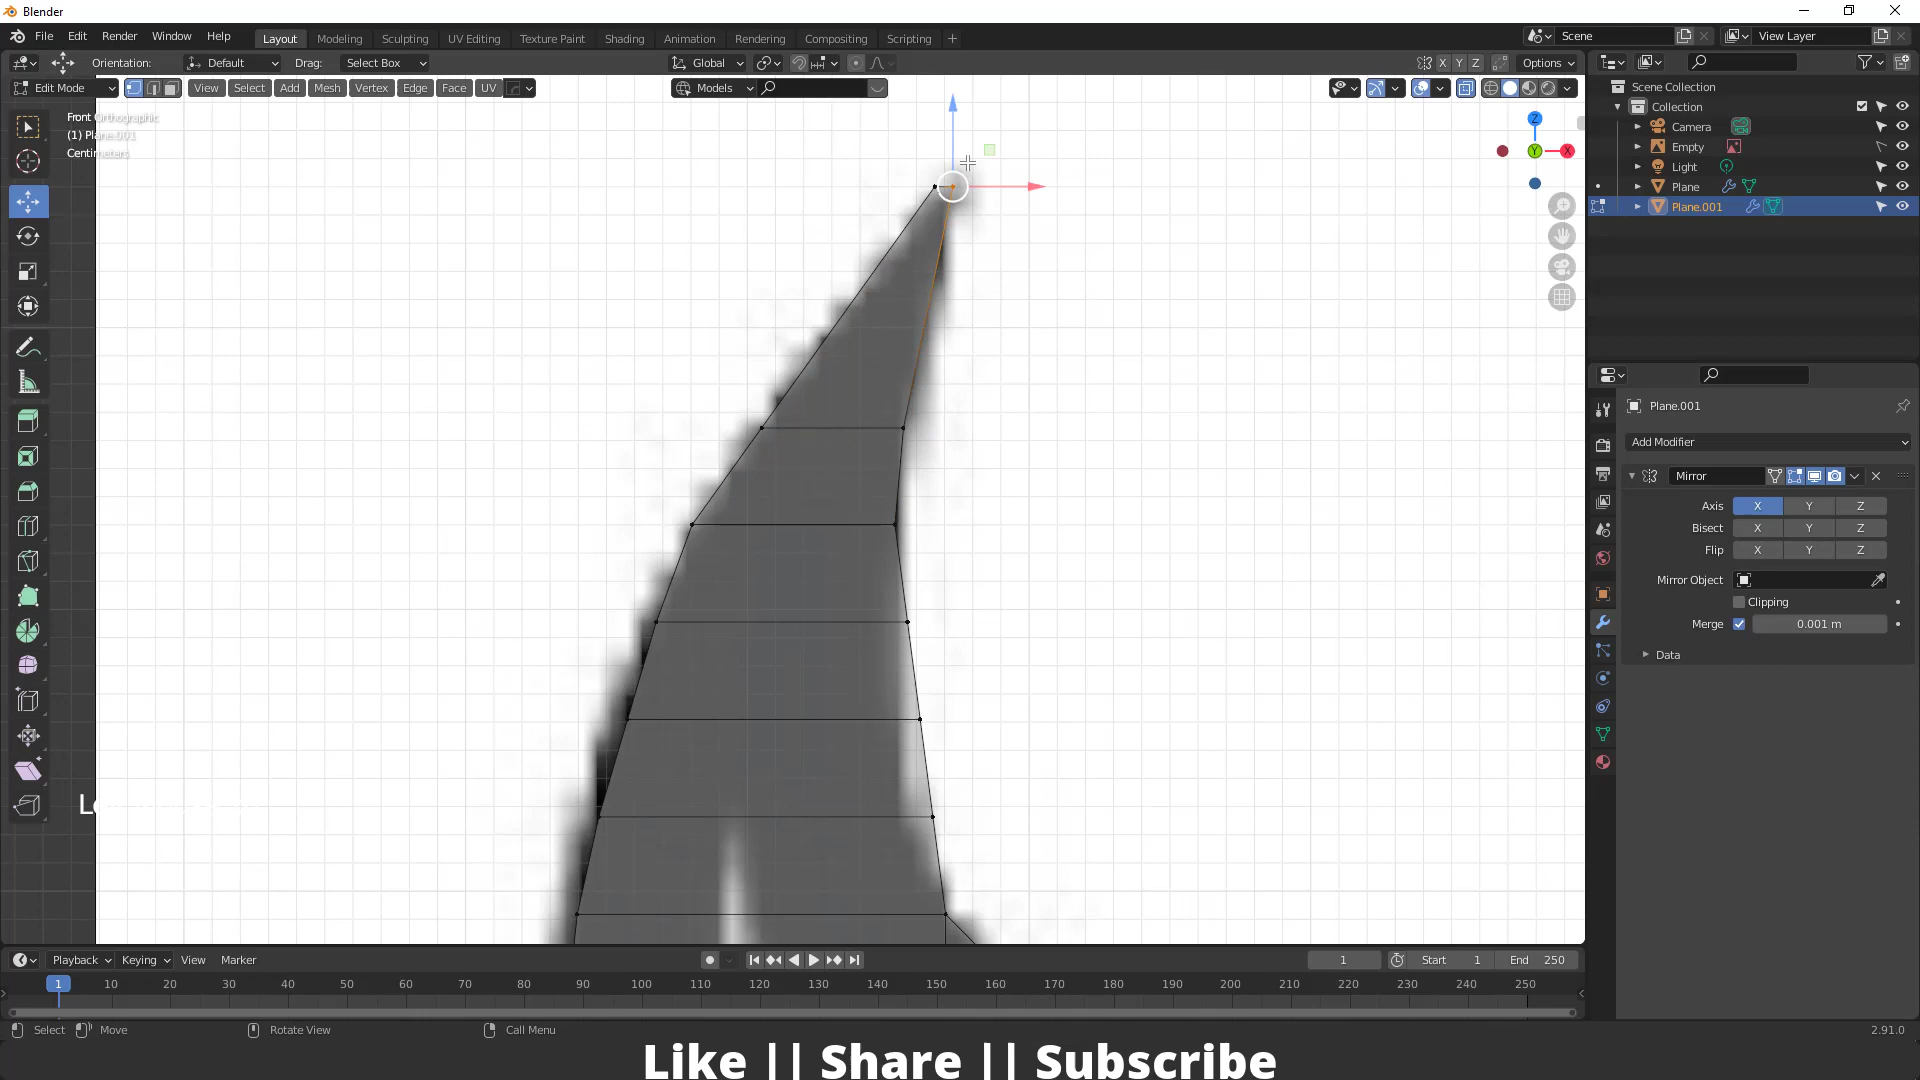 Blender
File Edit Render Window Help
Layout Modeling Sculpting UV Editing Texture Paint Shading Animation Rendering Compositing Scripting +
Scene
View Layer
Orientation: Default Drag: Select Box
Global
X Y Z Options
Edit Mode View Select Add Mesh Vertex Edge Face UV
Models
Front Orthographic
(1) Plane.001
Centimeters
Z
Y
X
Scene Collection
Collection
Camera
Empty
Light
Plane
Plane.001
Plane.001
Add Modifier
Mirror
Axis X Y Z
Bisect X Y Z
Flip X Y Z
Mirror Object
Clipping
Merge 0.001 m
Data
Playback Keying View Marker
1 Start 1 End 250
1 10 20 30 40 50 60 70 80 90 100 110 120 130 140 150 160 170 180 190 200 210 220 230 240 250
Select Move Rotate View Call Menu 2.91.0
Like || Share || Subscribe